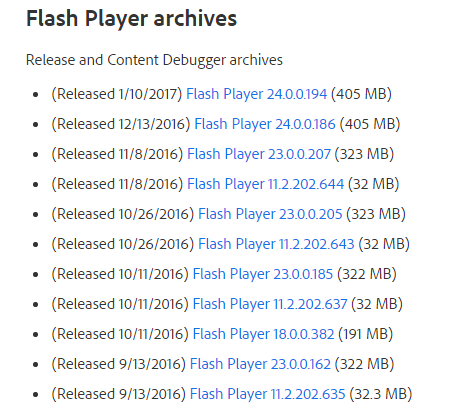 Flash Player archives
Release and Content Debugger archives
(Released 1/10/2017) Flash Player 24.0.0.194 (405 MB)
(Released 12/13/2016) Flash Player 24.0.0.186 (405 MB)
(Released 11/8/2016) Flash Player 23.0.0.207 (323 MB)
(Released 11/8/2016) Flash Player 11.2.202.644 (32 MB)
(Released 10/26/2016) Flash Player 23.0.0.205 (323 MB)
(Released 10/26/2016) Flash Player 11.2.202.643 (32 MB)
(Released 10/11/2016) Flash Player 23.0.0.185 (322 MB)
(Released 10/11/2016) Flash Player 11.2.202.637 (32 MB)
(Released 10/11/2016) Flash Player 18.0.0.382 (191 MB)
(Released 9/13/2016) Flash Player 23.0.0.162 (322 MB)
(Released 9/13/2016) Flash Player 11.2.202.635 (32.3 MB)